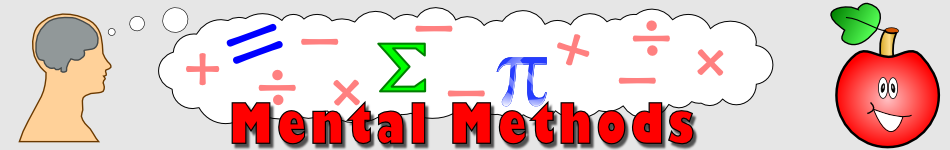 + = − ÷ × − Σ − π + ÷ − ×
Mental Methods